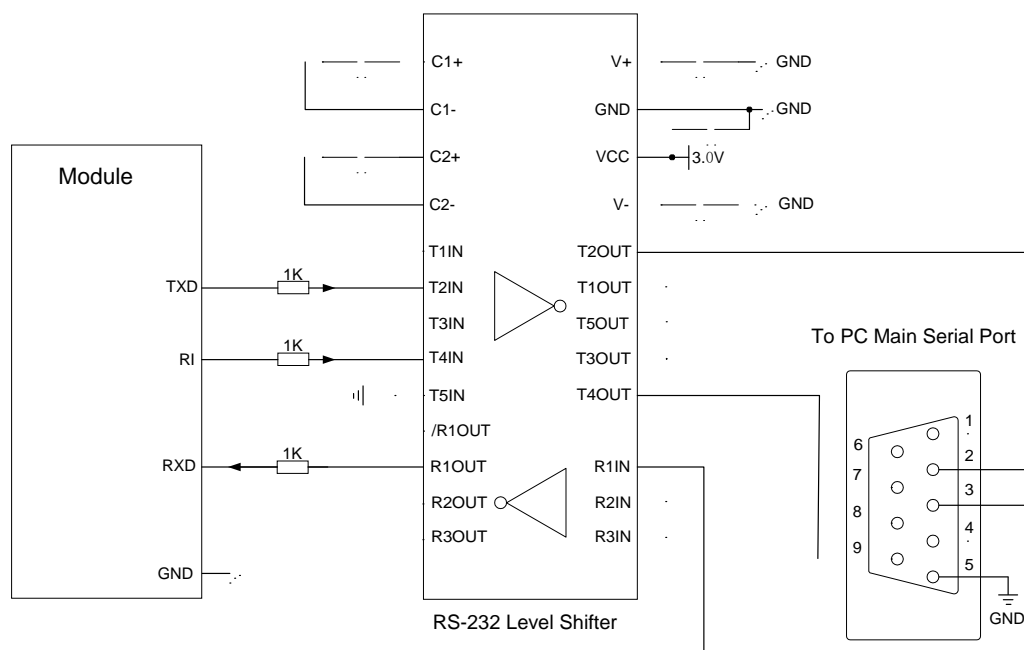 Module
TXD
RI
RXD
GND
1K
1K
1K
C1+
C1-
C2+
C2-
T1IN
T2IN
T3IN
T4IN
T5IN
/R1OUT
R1OUT
R2OUT
R3OUT
V+
GND
VCC
V-
T2OUT
T1OUT
T5OUT
T3OUT
T4OUT
R1IN
R2IN
R3IN
GND
GND
3.0V
GND
RS-232 Level Shifter
To PC Main Serial Port
6
7
8
9
1
2
3
4
5
GND